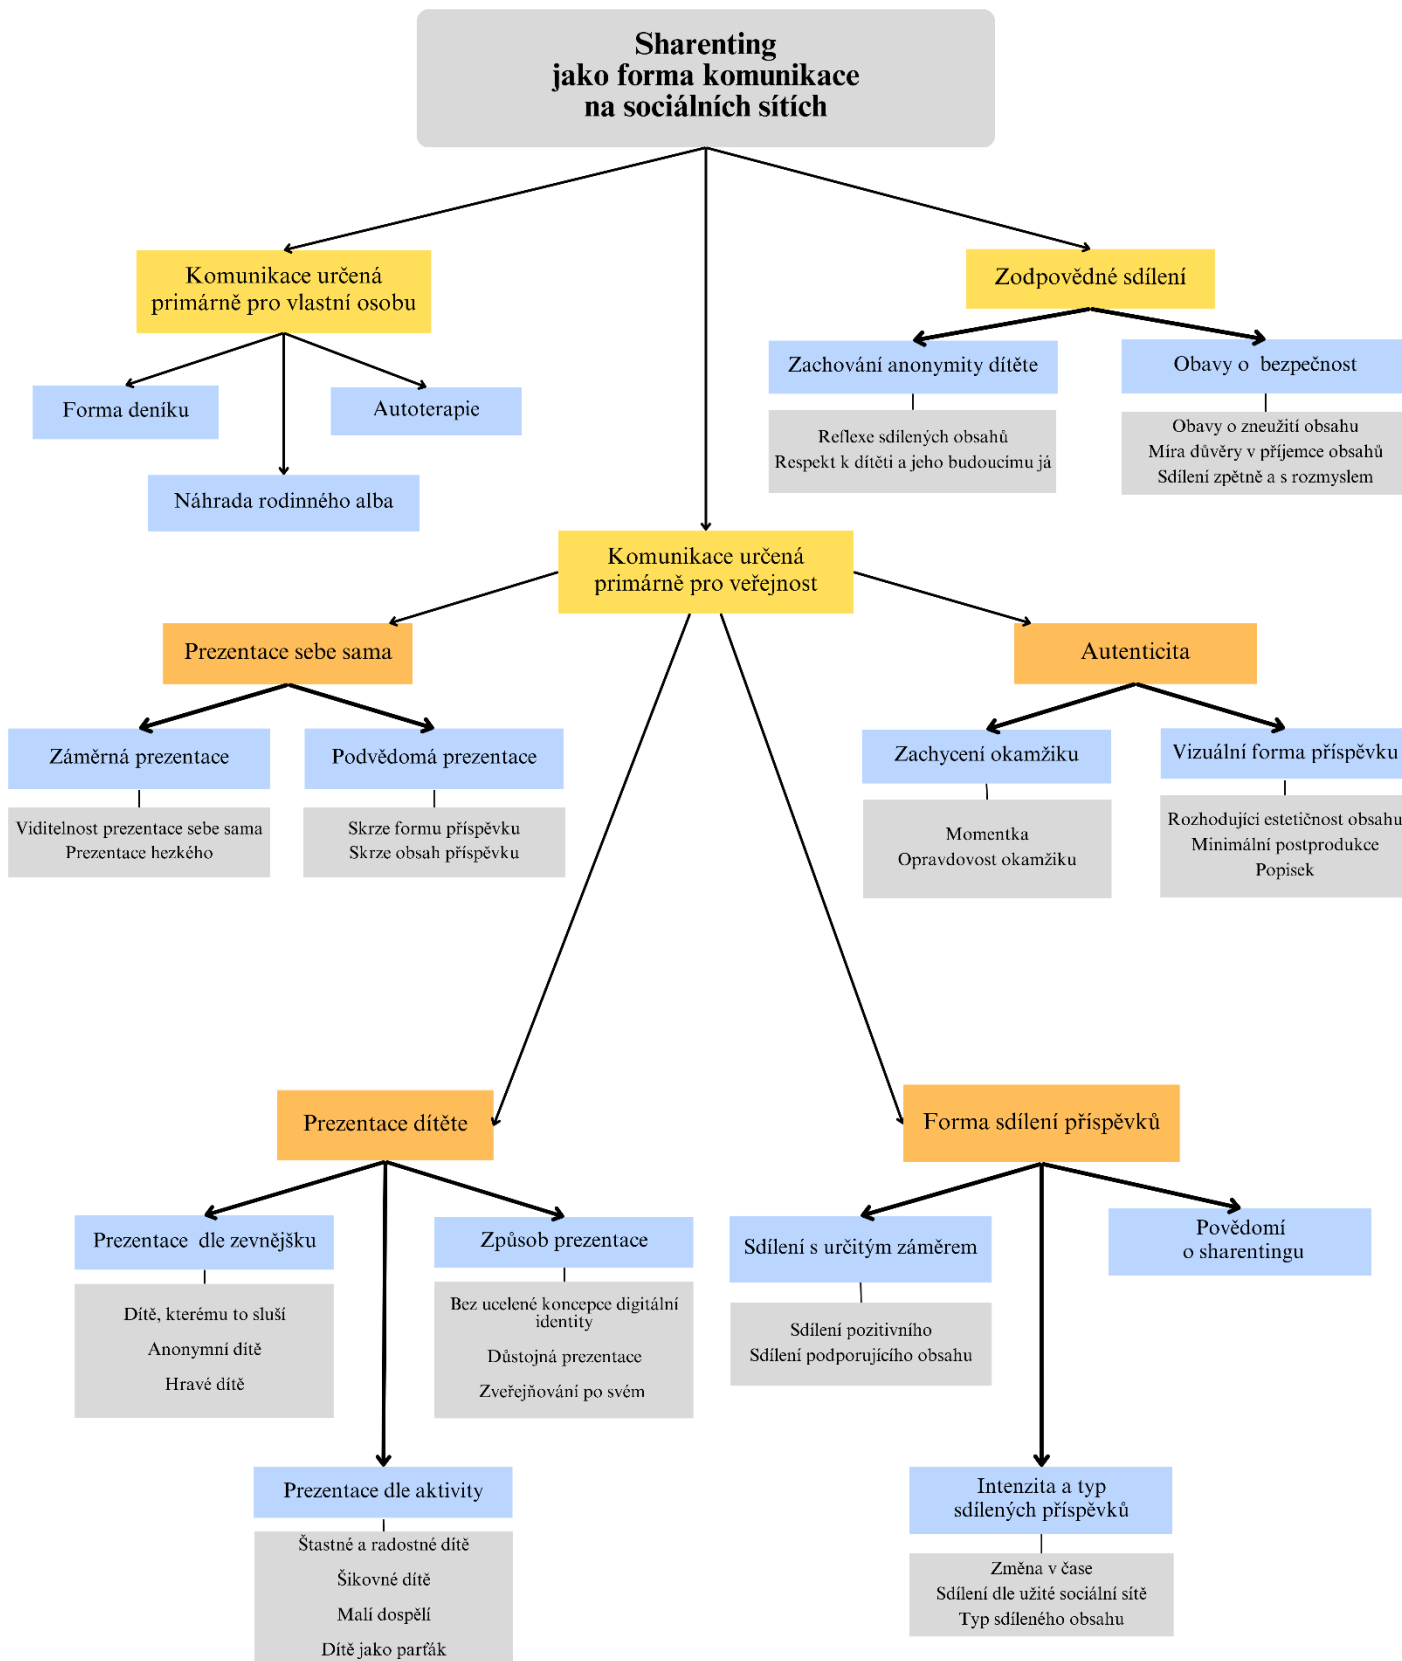 Sharenting
jako forma komunikace
na sociálních sítích
Komunikace určená
primárně pro vlastní osobu
Zodpovědné sdílení
Forma deníku
Autoterapie
Náhrada rodinného alba
Zachování anonymity dítěte
Reflexe sdílených obsahů
Respekt k dítěti a jeho budoucímu já
Obavy o bezpečnost
Obavy o zneužití obsahu
Míra důvěry v příjemce obsahů
Sdílení zpětně a s rozmyslem
Komunikace určená
primárně pro veřejnost
Prezentace sebe sama
Záměrná prezentace
Viditelnost prezentace sebe sama
Prezentace hezkého
Podvědomá prezentace
Skrze formu příspěvku
Skrze obsah příspěvku
Autenticita
Zachycení okamžiku
Momentka
Opravdovost okamžiku
Vizuální forma příspěvku
Rozhodující estetičnost obsahu
Minimální postprodukce
Popisek
Prezentace dítěte
Prezentace dle zevnějšku
Dítě, kterému to sluší
Anonymní dítě
Hravé dítě
Způsob prezentace
Bez ucelené koncepce digitální
identity
Důstojná prezentace
Zveřejňování po svém
Prezentace dle aktivity
Štastné a radostné dítě
Šikovné dítě
Malí dospělí
Dítě jako parťák
Forma sdílení příspěvků
Sdílení s určitým záměrem
Sdílení pozitivního
Sdílení podporujícího obsahu
Povědomí
o sharentingu
Intenzita a typ
sdílených příspěvků
Změna v čase
Sdílení dle užité sociální sítě
Typ sdíleného obsahu